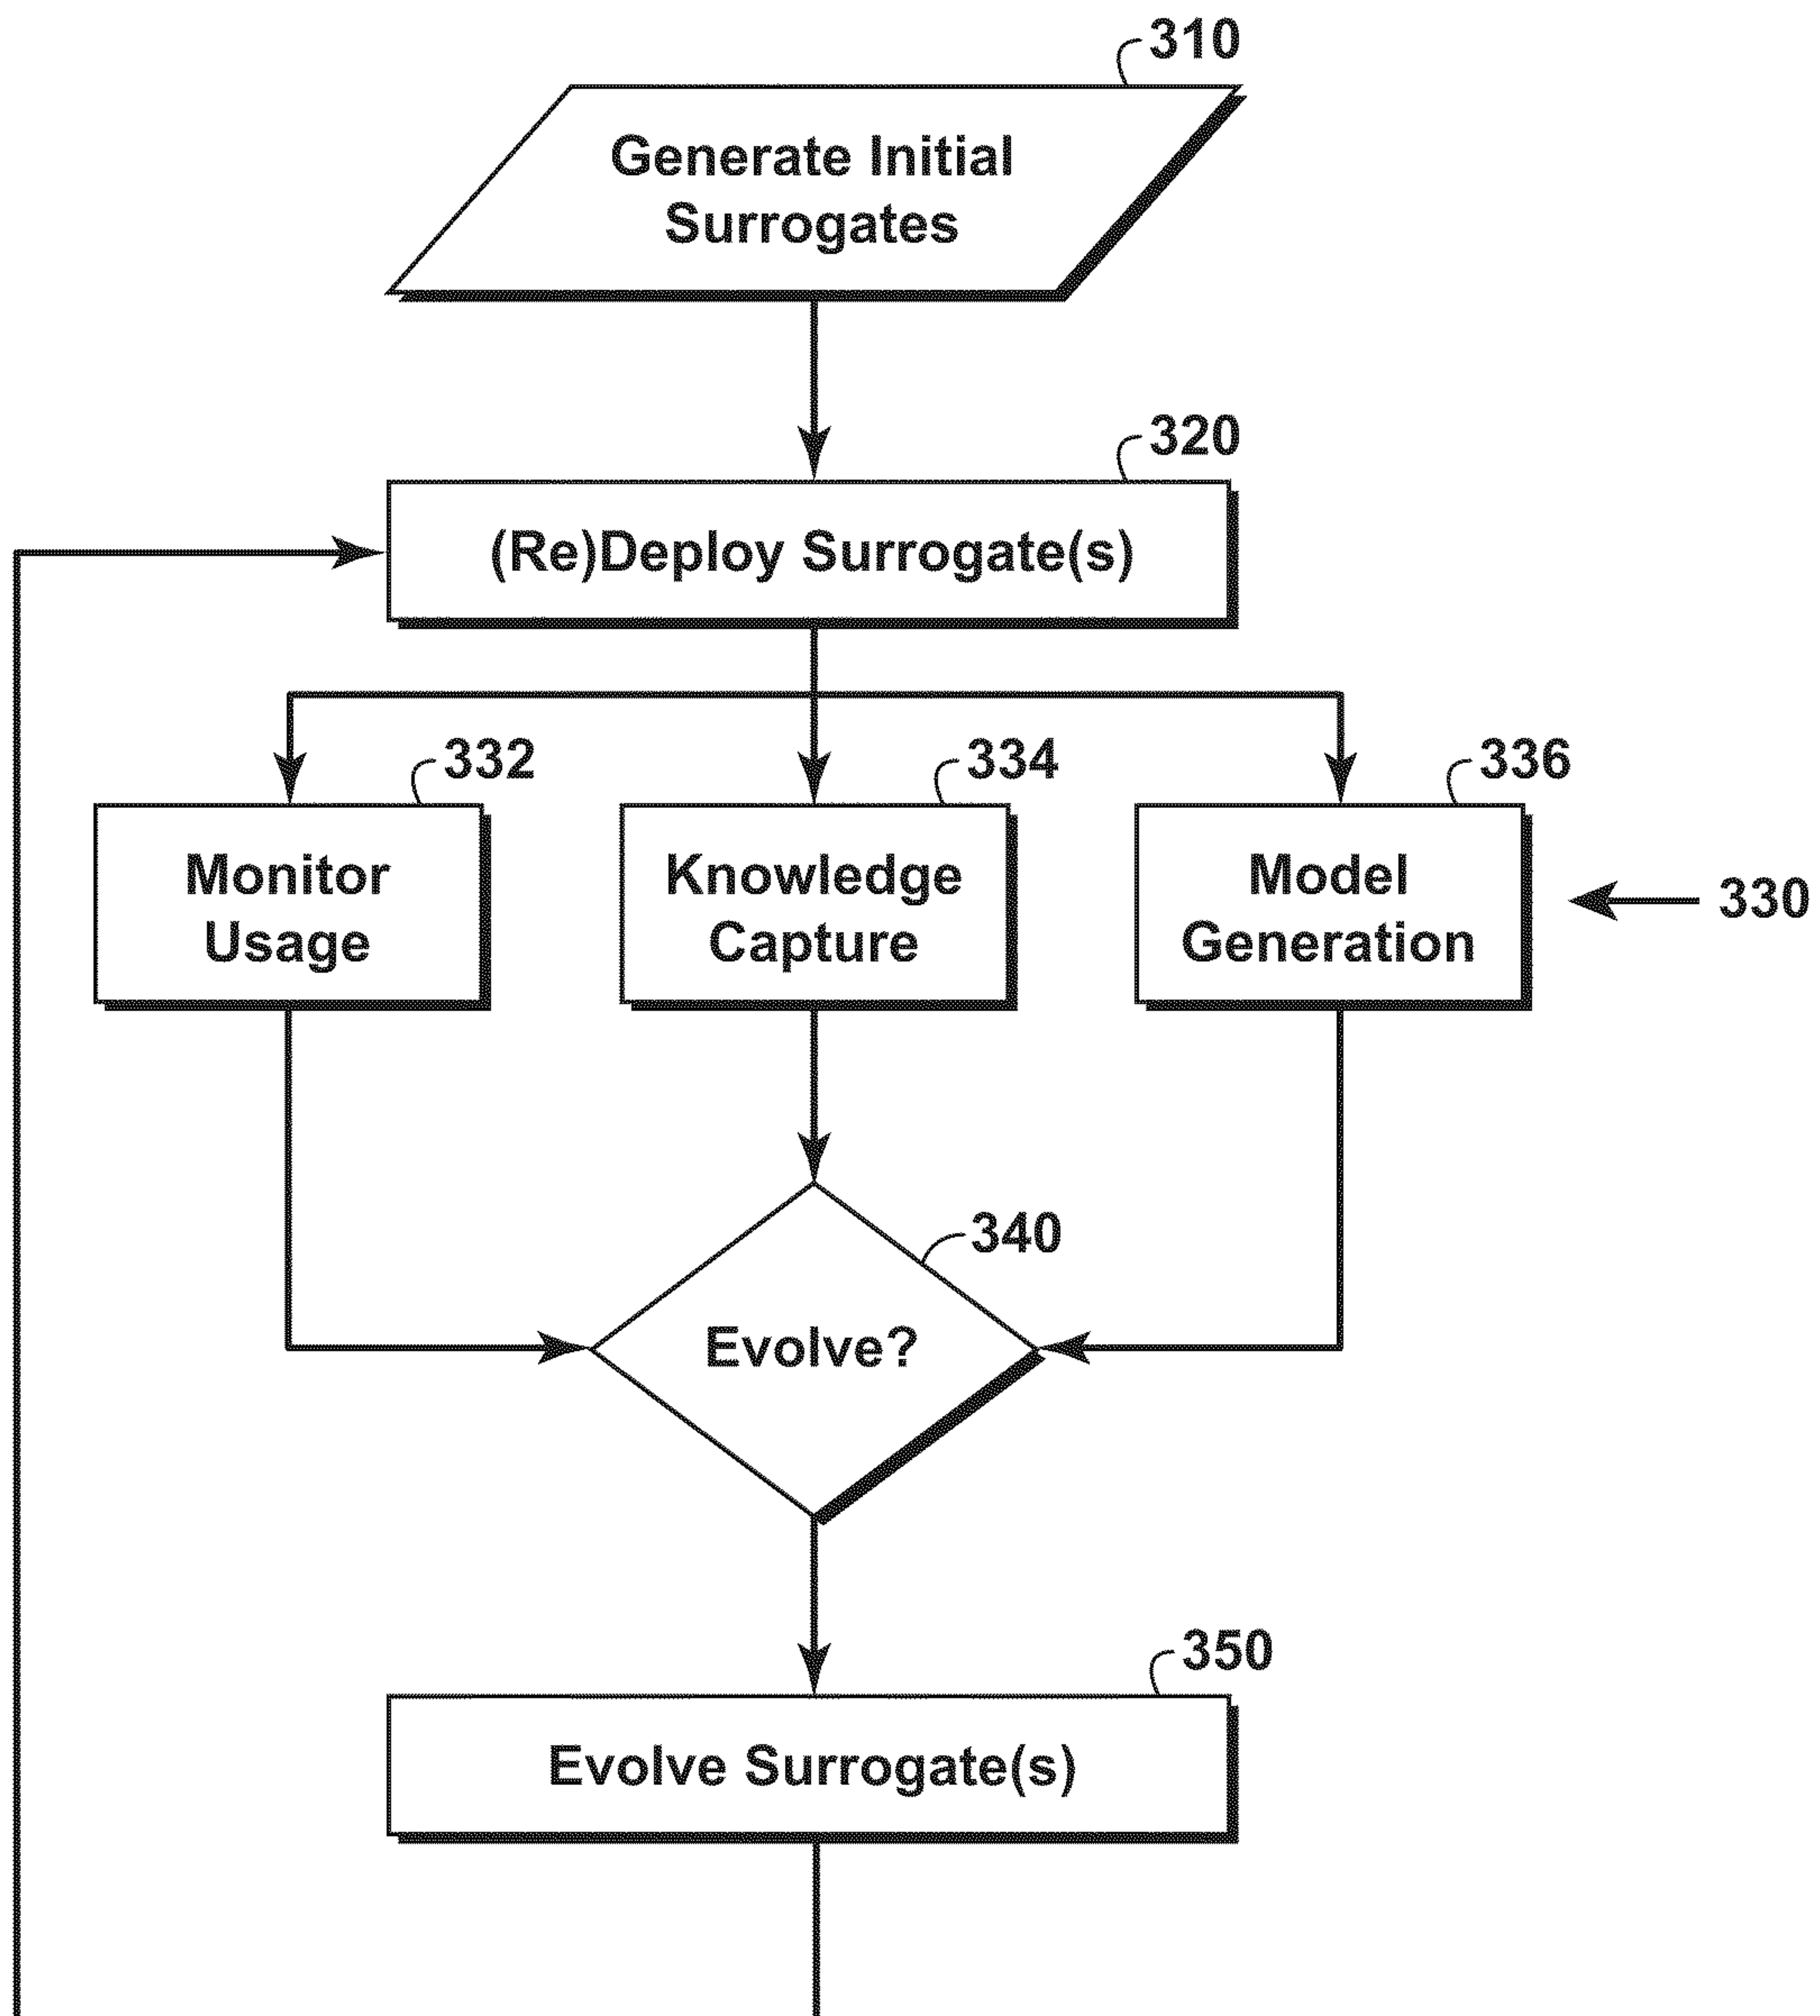 310
Generate Initial
Surrogates
320
(Re)Deploy Surrogate(s)
332
334
336
Monitor
Usage
Knowledge
Capture
Model
Generation
330
340
Evolve?
350
Evolve Surrogate(s)